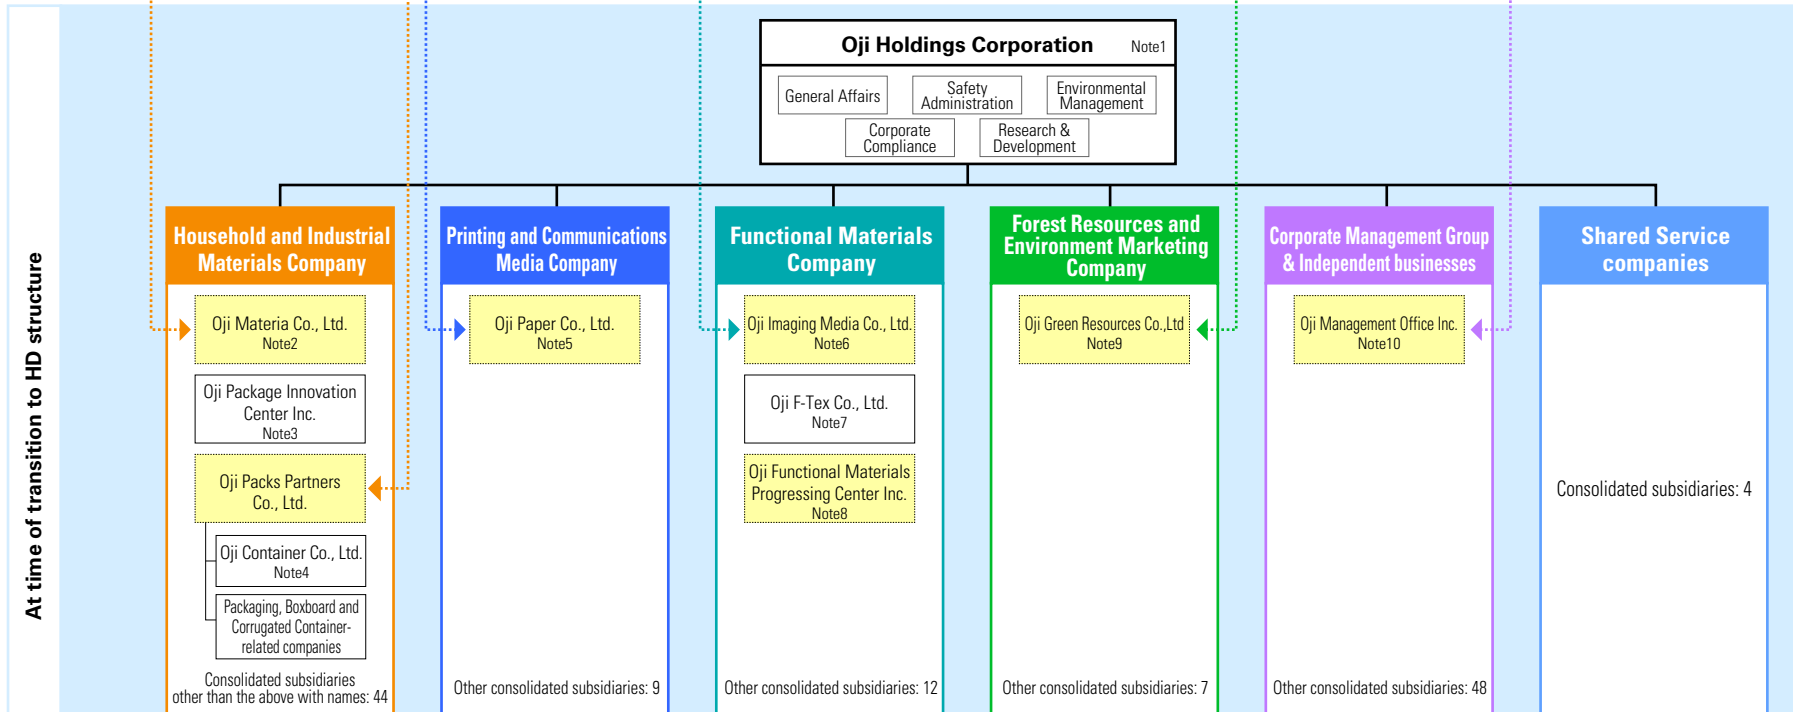 At time of transition to HD structure
Oji Holdings Corporation Note1
General Affairs
Safety
Administration
Environmental
Management
Corporate
Compliance
Research &
Development
Household and Industrial
Materials Company
Oji Materia Co., Ltd.
Note2
Oji Package Innovation
Center Inc.
Note3
Oji Packs Partners
Co., Ltd.
Oji Container Co., Ltd.
Note4
Packaging, Boxboard and
Corrugated Container-
related companies
Consolidated subsidiaries
other than the above with names: 44
Printing and Communications
Media Company
Oji Paper Co., Ltd.
Note5
Other consolidated subsidiaries: 9
Functional Materials
Company
Oji Imaging Media Co., Ltd.
Note6
Oji F-Tex Co., Ltd.
Note7
Oji Functional Materials
Progressing Center Inc.
Note8
Other consolidated subsidiaries: 12
Forest Resources and
Environment Marketing
Company
Oji Green Resources Co.,Ltd
Note9
Other consolidated subsidiaries: 7
Corporate Management Group
& Independent businesses
Oji Management Office Inc.
Note10
Other consolidated subsidiaries: 48
Shared Service
companies
Consolidated subsidiaries: 4